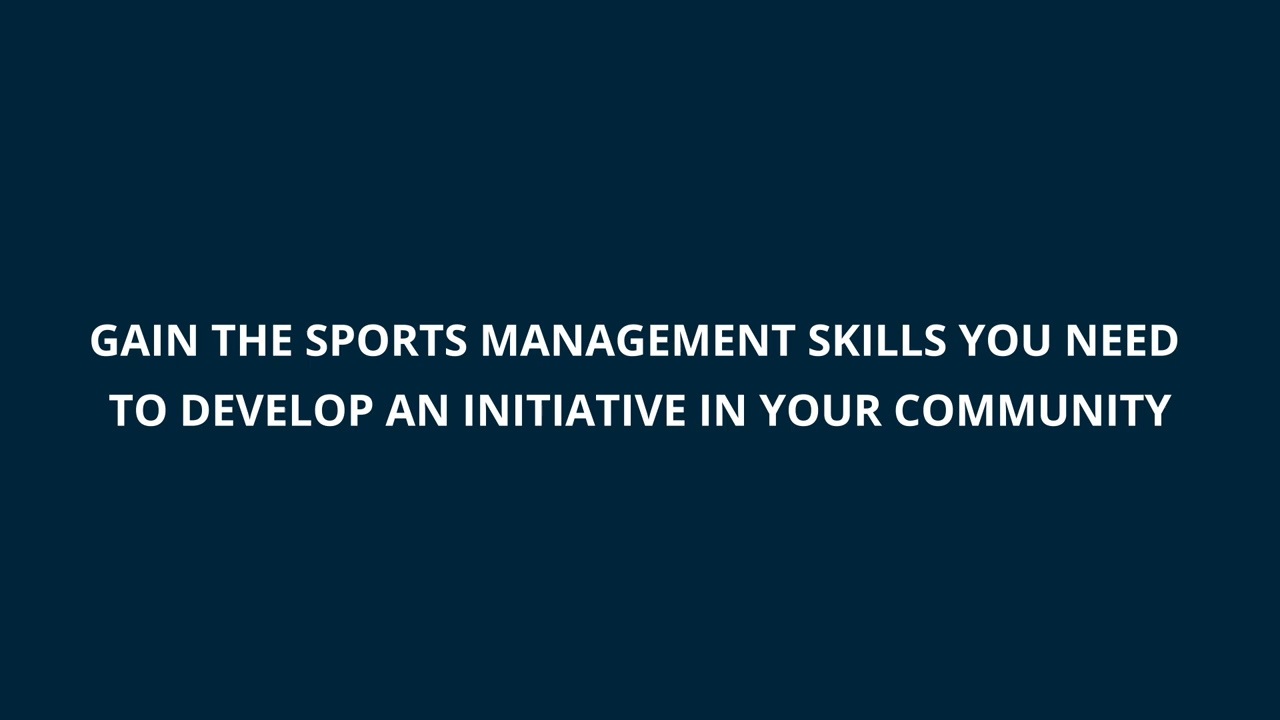 GAIN THE SPORTS MANAGEMENT SKILLS YOU NEED
TO DEVELOP AN INITIATIVE IN YOUR COMMUNITY